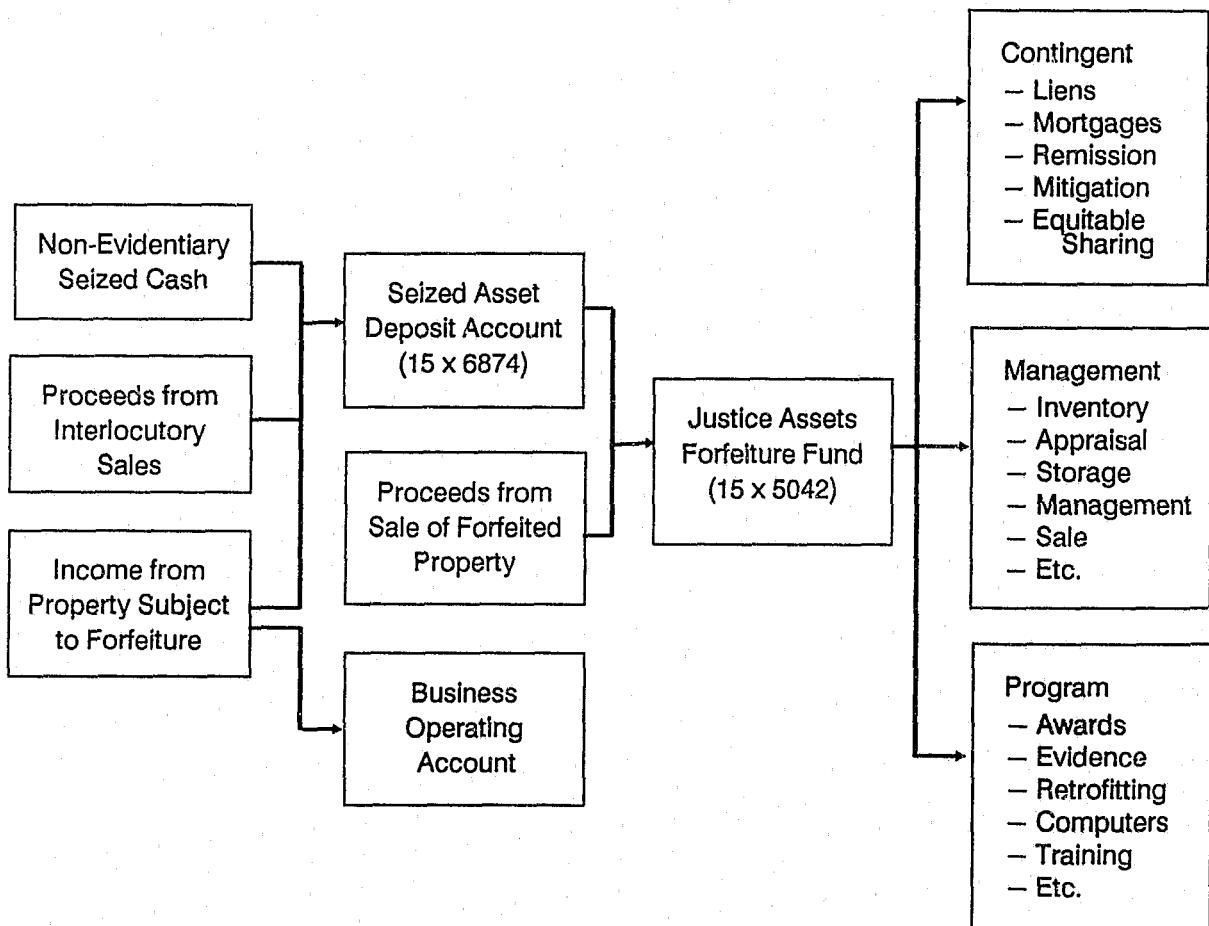 Non-Evidentiary
Seized Cash
Proceeds from
Interlocutory
Sales
Income from
Property Subject
to Forfeiture
Seized Asset
Deposit Account
(15 x 6874)
Proceeds from
Sale of Forfeited
Property
Business
Operating
Account
Justice Assets
Forfeiture Fund
(15 x 5042)
Contingent
– Liens
– Mortgages
– Remission
– Mitigation
– Equitable
Sharing
Management
– Inventory
– Appraisal
– Storage
– Management
– Sale
– Etc.
Program
– Awards
– Evidence
– Retrofitting
– Computers
– Training
– Etc.